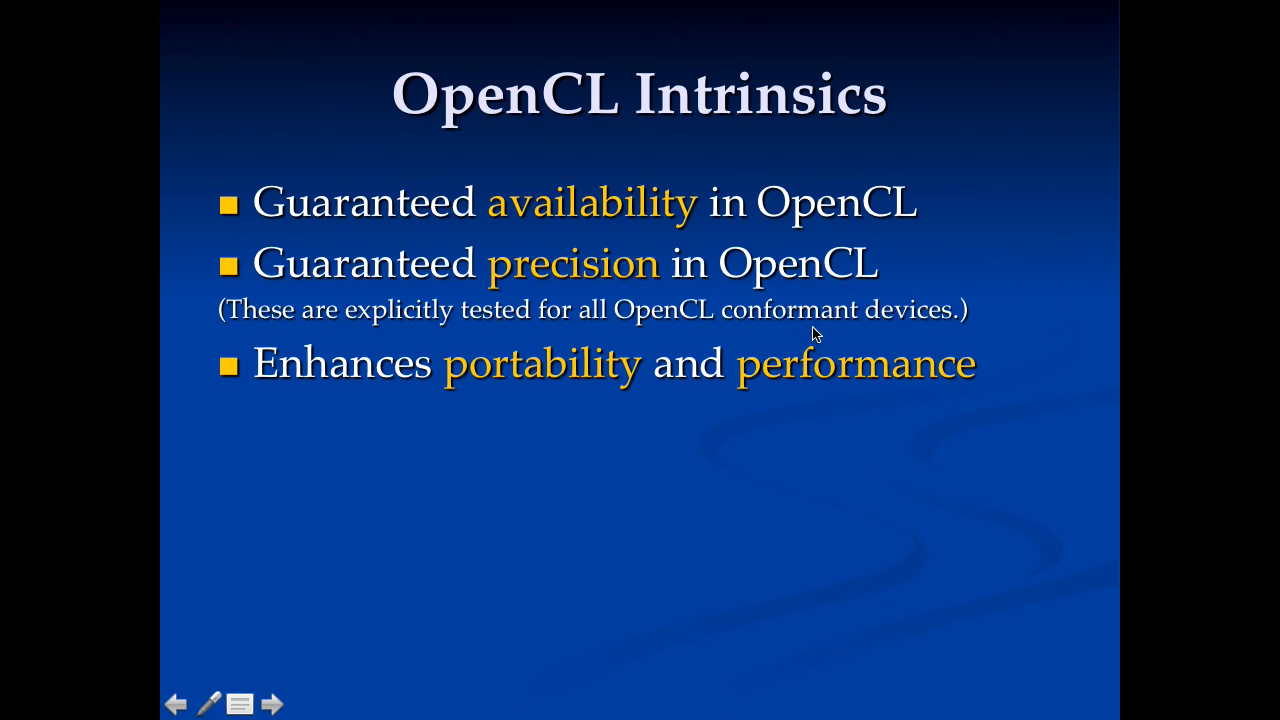 OpenCL Intrinsics
Guaranteed availability in OpenCL
Guaranteed precision in OpenCL
(These are explicitly tested for all OpenCL conformant devices.)
Enhances portability and performance